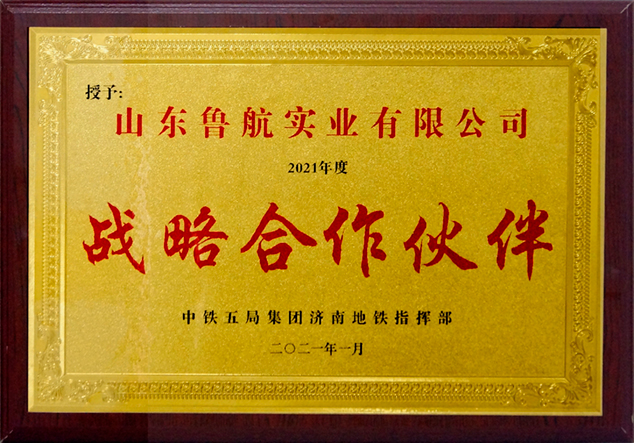 授予:
山东鲁航实业有限公司
2021年度
战略合作伙伴
中铁五局集团济南地铁指挥部
二〇二一年一月